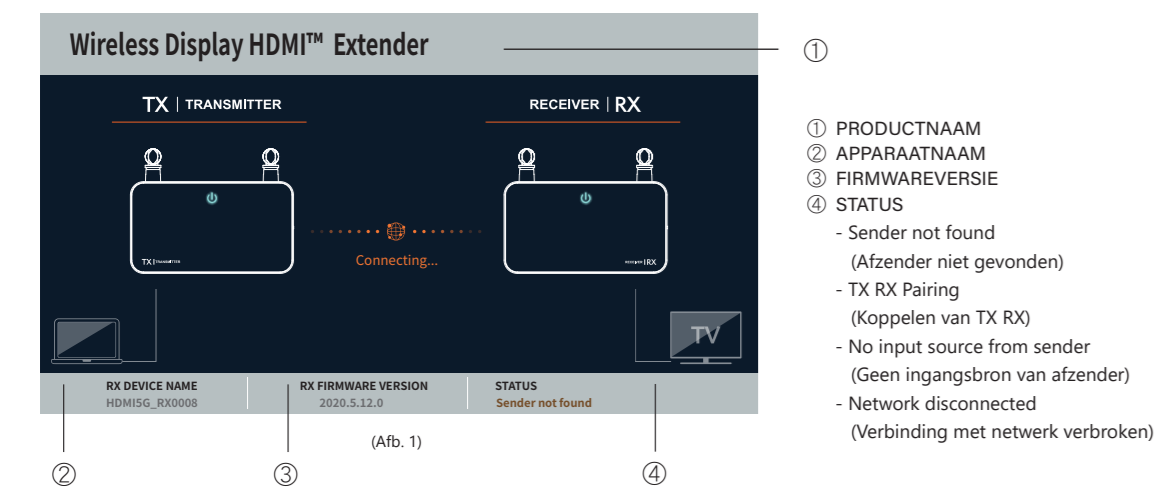 Wireless Display HDMI™ Extender
①
TX | TRANSMITTER
RECEIVER | RX
TX | TRANSMITTER
RECEIVER | RX
Connecting...
TV
RX DEVICE NAME
HDMI5G_RX0008
RX FIRMWARE VERSION
2020.5.12.0
STATUS
Sender not found
(Afb. 1)
②
③
④
① PRODUCTNAAM
② APPARAATNAAM
③ FIRMWAREVERSIE
④ STATUS
- Sender not found
(Afzender niet gevonden)
- TX RX Pairing
(Koppelen van TX RX)
- No input source from sender
(Geen ingangsbron van afzender)
- Network disconnected
(Verbinding met netwerk verbroken)